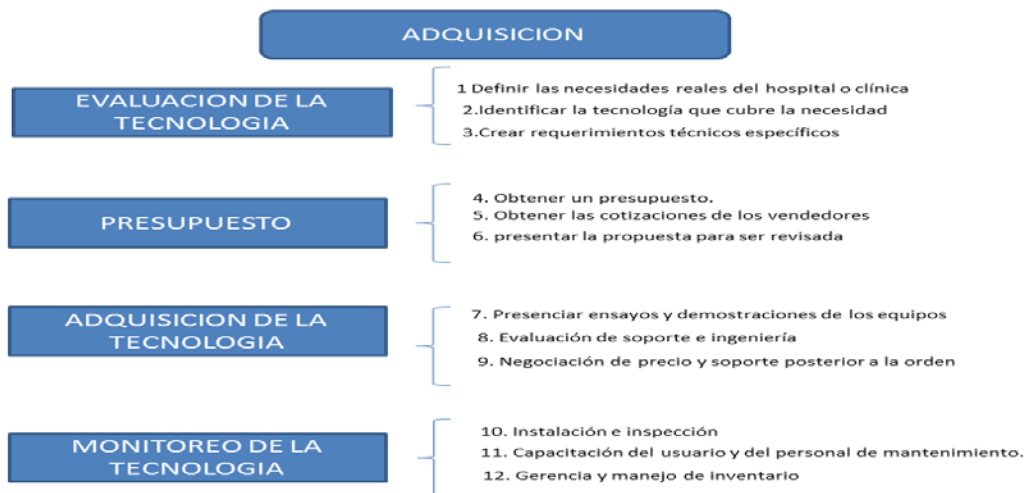 ADQUISICION
EVALUACION DE LA
TECNOLOGIA
1 Definir las necesidades reales del hospital o clínica
2.Identificar la tecnología que cubre la necesidad
3.Crear requerimientos técnicos específicos
PRESUPUESTO
4. Obtener un presupuesto.
5. Obtener las cotizaciones de los vendedores
6. presentar la propuesta para ser revisada
ADQUISICION DE LA
TECNOLOGIA
7. Presenciar ensayos y demostraciones de los equipos
8. Evaluación de soporte e ingeniería
9. Negociación de precio y soporte posterior a la orden
MONITOREO DE LA
TECNOLOGIA
10. Instalación e inspección
11. Capacitación del usuario y del personal de mantenimiento.
12. Gerencia y manejo de inventario